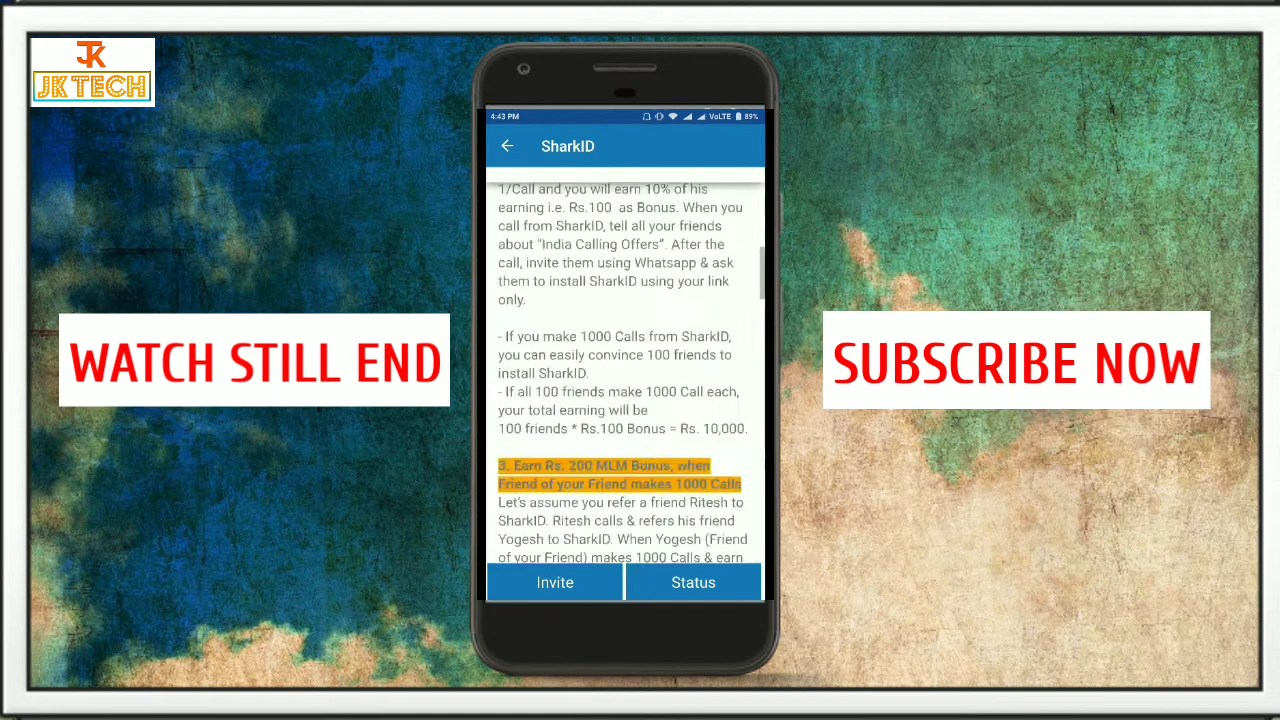 JK
JK TECH
4:43 PM
VoLTE 89%
SharkID
1/Call and you will earn 10% of his
earning i.e. Rs.100 as Bonus. When you
call from SharkID, tell all your friends
about “India Calling Offers”. After the
call, invite them using Whatsapp & ask
them to install SharkID using your link
only.
- If you make 1000 Calls from SharkID,
you can easily convince 100 friends to
install SharkID.
- If all 100 friends make 1000 Call each,
your total earning will be
100 friends * Rs.100 Bonus = Rs. 10,000.
3. Earn Rs. 200 MLM Bonus, when
Friend of your Friend makes 1000 Calls
Let's assume you refer a friend Ritesh to
SharkID. Ritesh calls & refers his friend
Yogesh to SharkID. When Yogesh (Friend
of your Friend) makes 1000 Calls & earn
Invite
Status
WATCH STILL END
SUBSCRIBE NOW